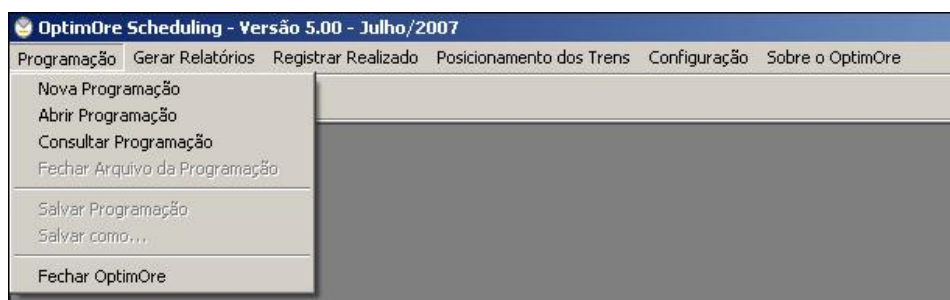 OptimOre Scheduling - Versão 5.00 - Julho/2007
Programação Gerar Relatórios Registrar Realizado Posicionamento dos Trens Configuração Sobre o OptimOre
Nova Programação
Abrir Programação
Consultar Programação
Fechar Arquivo da Programação
Salvar Programação
Salvar como...
Fechar OptimOre